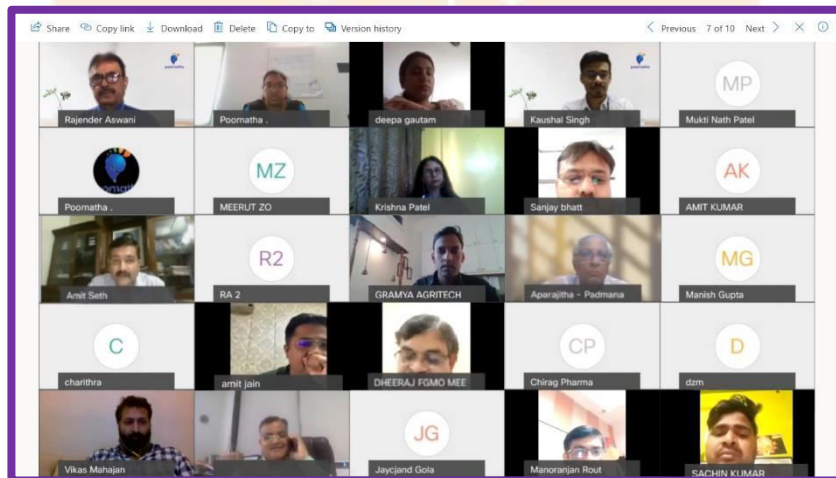 Share Copy link Download Delete Copy to Version history Previous 7 of 10 Next
poornatha
poornatha
MP
Rajender Aswani Poornatha . deepa gautam Kaushal Singh Mukti Nath Patel
MZ
AK
Poornatha . MEERUT ZO Krishna Patel Sanjay bhatt AMIT KUMAR
R2
MG
Amit Seth RA 2 GRAMYA AGRITECH Aparajitha - Padmana Manish Gupta
C
CP
D
charithra amit jain DHEERAJ FGMO MEE Chirag Pharma dzm
JG
Vikas Mahajan Jaycjand Gola Manoranjan Rout SACHIN KUMAR